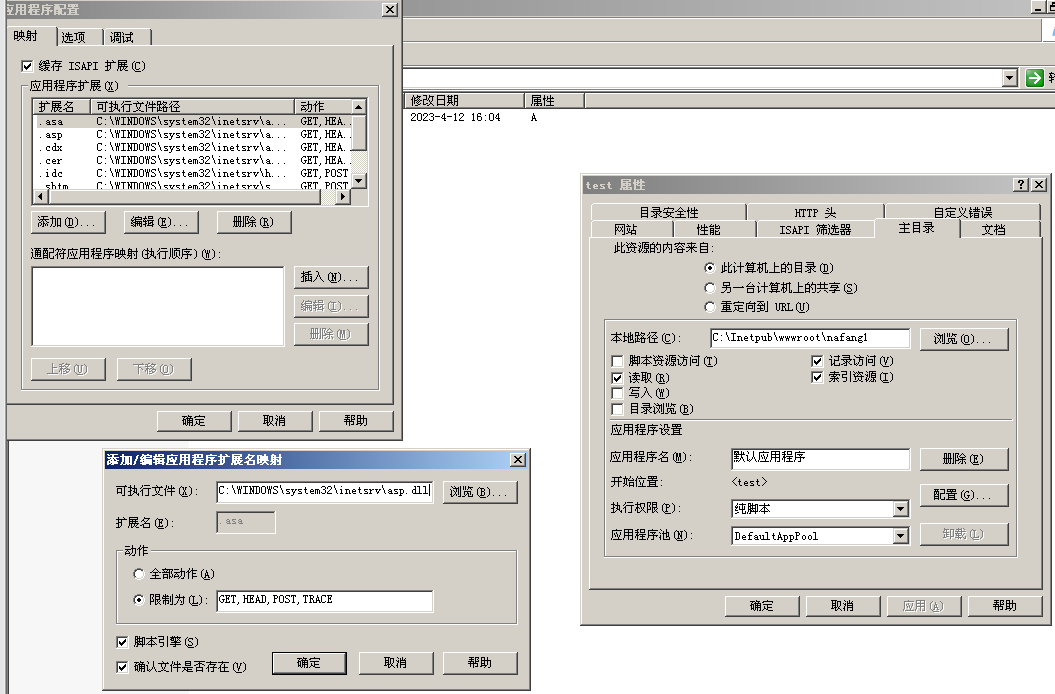 应用程序配置
映射 选项 调试
缓存 ISAPI 扩展(C)
应用程序扩展(X)
扩展名 可执行文件路径 动作
.asa C:\WINDOWS\system32\inetsrv\a... GET,HEA...
.asp C:\WINDOWS\system32\inetsrv\a... GET,HEA...
.cdx C:\WINDOWS\system32\inetsrv\a... GET,HEA...
.cer C:\WINDOWS\system32\inetsrv\a... GET,HEA...
.idc C:\WINDOWS\system32\inetsrv\h... GET,POST
.shtm C:\WINDOWS\system32\inetsrv\s... GET,POST
添加(D)... 编辑(E)... 删除(R)
通配符应用程序映射(执行顺序)(W):
插入(N)...
编辑(I)...
删除(M)
上移(U) 下移(O)
确定 取消 帮助
修改日期 属性
2023-4-12 16:04 A
添加/编辑应用程序扩展名映射
可执行文件(X): C:\WINDOWS\system32\inetsrv\asp.dll 浏览(B)...
扩展名(E): .asa
动作
全部动作(A)
限制为(L): GET,HEAD,POST,TRACE
脚本引擎(S)
确认文件是否存在(V)
确定 取消 帮助
test 属性
目录安全性 HTTP 头 自定义错误
网站 性能 ISAPI 筛选器 主目录 文档
此资源的内容来自:
此计算机上的目录(D)
另一台计算机上的共享(S)
重定向到 URL(U)
本地路径(C): C:\Inetpub\wwwroot\nafang1 浏览(O)...
脚本资源访问(T) 记录访问(V)
读取(R) 索引资源(I)
写入(W)
目录浏览(B)
应用程序设置
应用程序名(M): 默认应用程序 删除(E)
开始位置: <test>
配置(G)...
执行权限(P): 纯脚本
应用程序池(N): DefaultAppPool 卸载(L)
确定 取消 应用(A) 帮助